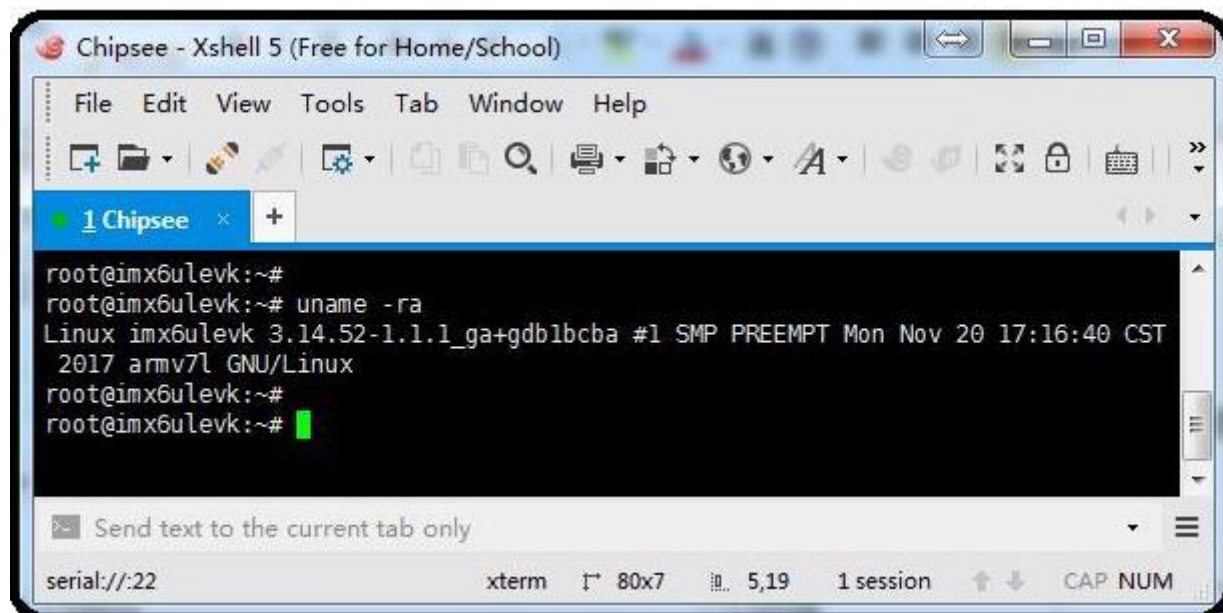 Chipsee - Xshell 5 (Free for Home/School)
File Edit View Tools Tab Window Help
1 Chipsee
root@imx6ulevk:~#
root@imx6ulevk:~# uname -ra
Linux imx6ulevk 3.14.52-1.1.1_ga+gdb1bcba #1 SMP PREEMPT Mon Nov 20 17:16:40 CST
2017 armv7l GNU/Linux
root@imx6ulevk:~#
root@imx6ulevk:~#
Send text to the current tab only
serial://:22 xterm 80x7 5,19 1 session CAP NUM